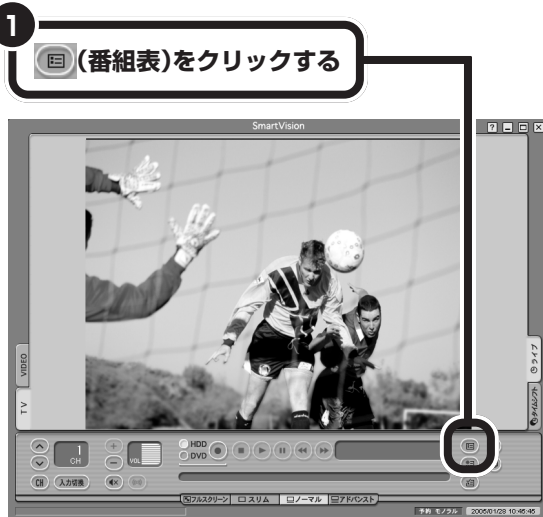 1
(番組表)をクリックする
SmartVision
?
VIDEO
TV
ライブ
タイムシフト
1
CH
VOL
HDD
DVD
CH
入力切換
フルスクリーン
スリム
ノーマル
アドバンスト
予約 モノラル
2005/01/28 10:45:45